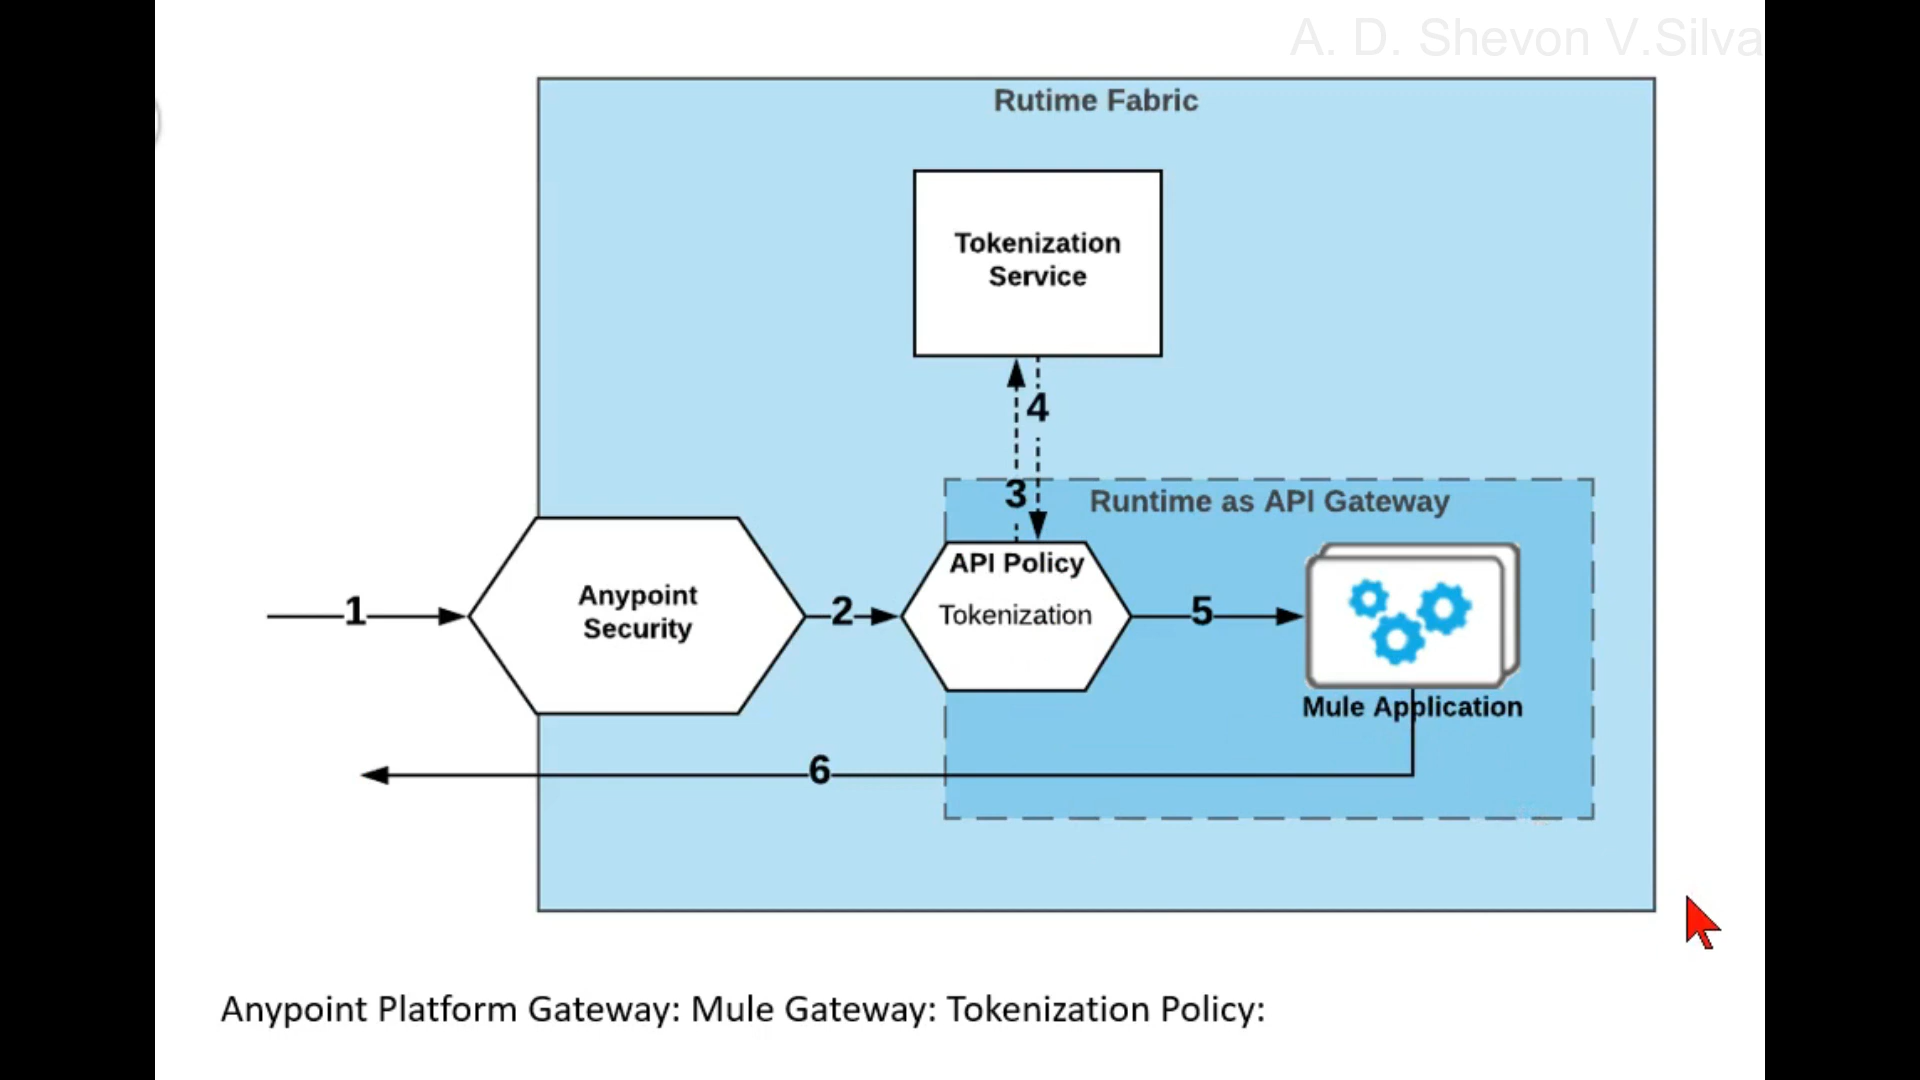 A. D. Shevon V.Silva
Rutime Fabric
Tokenization
Service
4
3
Runtime as API Gateway
API Policy
Tokenization
Anypoint
Security
1
2
5
Mule Application
6
Anypoint Platform Gateway: Mule Gateway: Tokenization Policy: